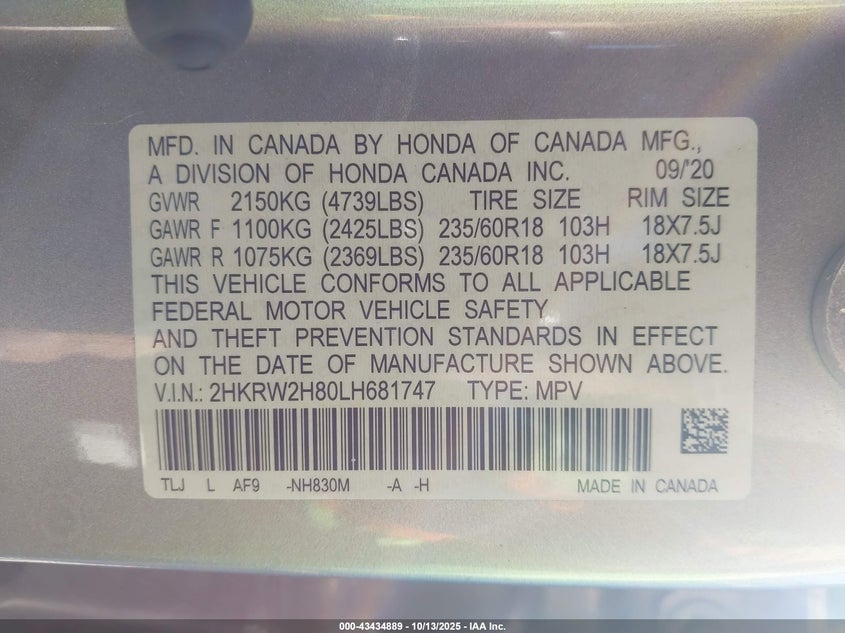 MFD. IN CANADA BY HONDA OF CANADA MFG.,
A DIVISION OF HONDA CANADA INC. 09/'20
GVWR 2150KG (4739LBS) TIRE SIZE RIM SIZE
GAWR F 1100KG (2425LBS) 235/60R18 103H 18X7.5J
GAWR R 1075KG (2369LBS) 235/60R18 103H 18X7.5J
THIS VEHICLE CONFORMS TO ALL APPLICABLE
FEDERAL MOTOR VEHICLE SAFETY
AND THEFT PREVENTION STANDARDS IN EFFECT
ON THE DATE OF MANUFACTURE SHOWN ABOVE.
V.I.N.: 2HKRW2H80LH681747 TYPE: MPV
TLJ L AF9 -NH830M -A -H MADE IN CANADA
000-43434889 - 10/13/2025 - IAA Inc.